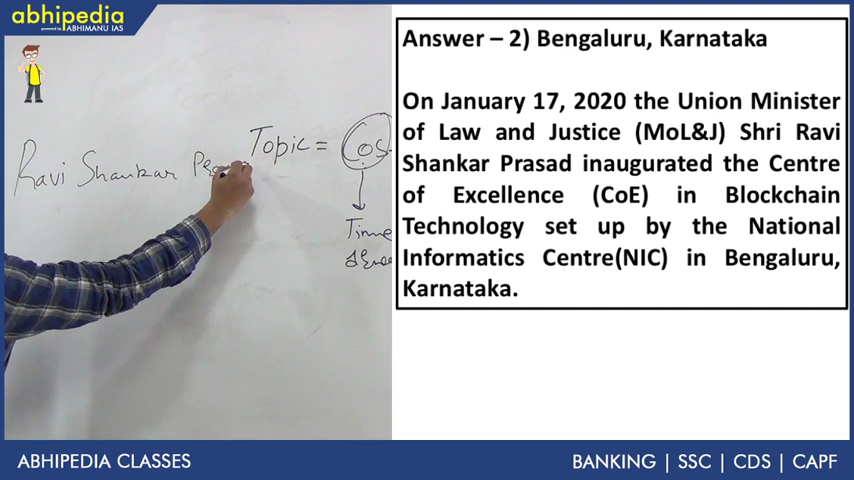 abhipedia
powered by ABHIMANU IAS
Answer – 2) Bengaluru, Karnataka
On January 17, 2020 the Union Minister
of Law and Justice (MoL&J) Shri Ravi
Shankar Prasad inaugurated the Centre
of Excellence (CoE) in Blockchain
Technology set up by the National
Informatics Centre(NIC) in Bengaluru,
Karnataka.
Topic =
Ravi Shankar
ABHIPEDIA CLASSES
BANKING | SSC | CDS | CAPF